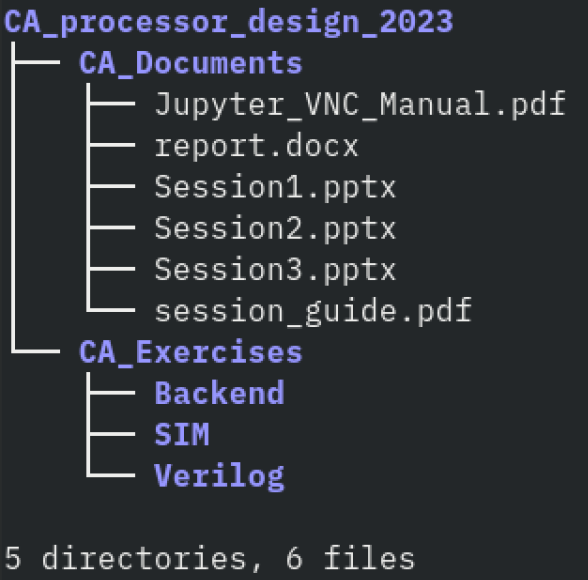 CA_processor_design_2023
├── CA_Documents
│   ├── Jupyter_VNC_Manual.pdf
│   ├── report.docx
│   ├── Session1.pptx
│   ├── Session2.pptx
│   ├── Session3.pptx
│   └── session_guide.pdf
└── CA_Exercises
    ├── Backend
    ├── SIM
    └── Verilog
5 directories, 6 files